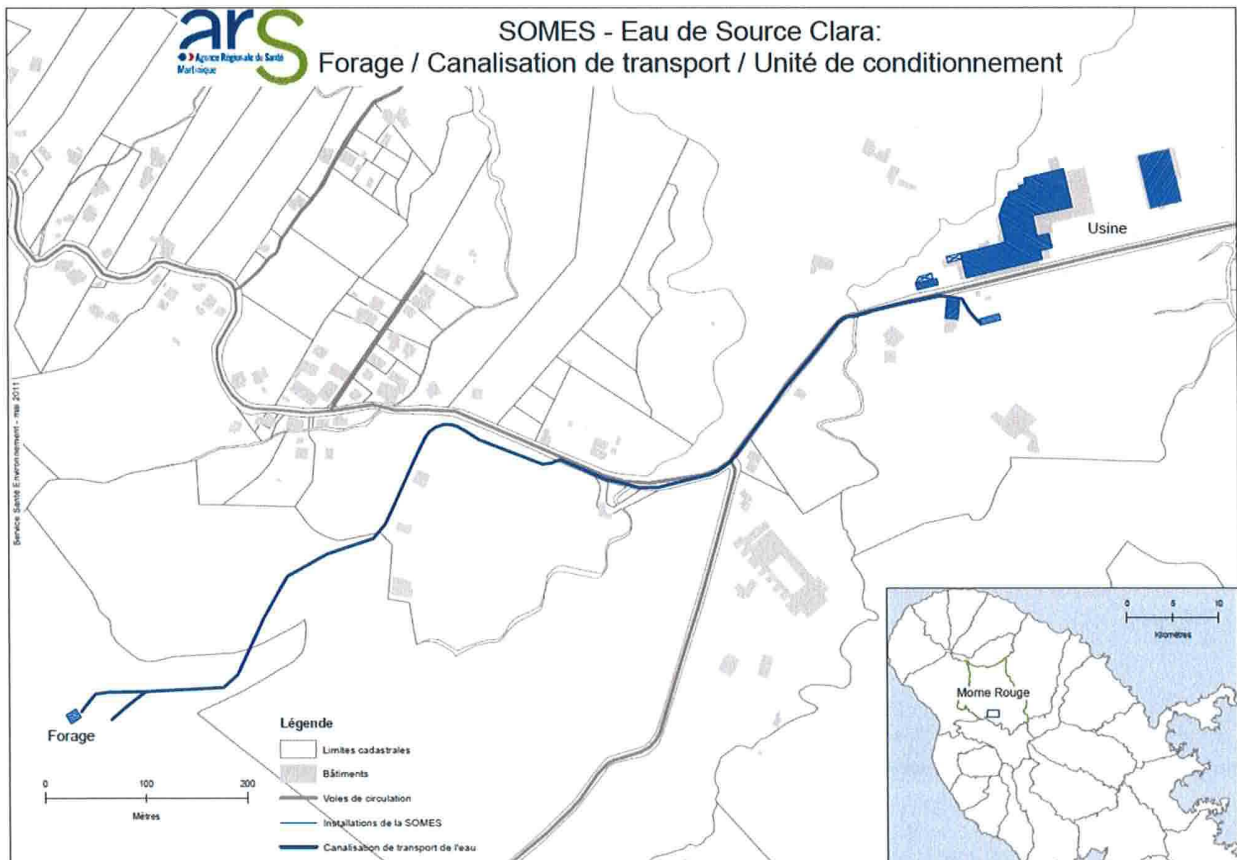 arS
Agence Régionale de Santé
Martinique
SOMES - Eau de Source Clara:
Forage / Canalisation de transport / Unité de conditionnement
Usine
Service Santé Environnement - mai 2011
Forage
0 100 200
Mètres
Légende
Limites cadastrales
Bâtiments
Voies de circulation
Installations de la SOMES
Canalisation de transport de l'eau
0 5 10
Kilomètres
Morne Rouge